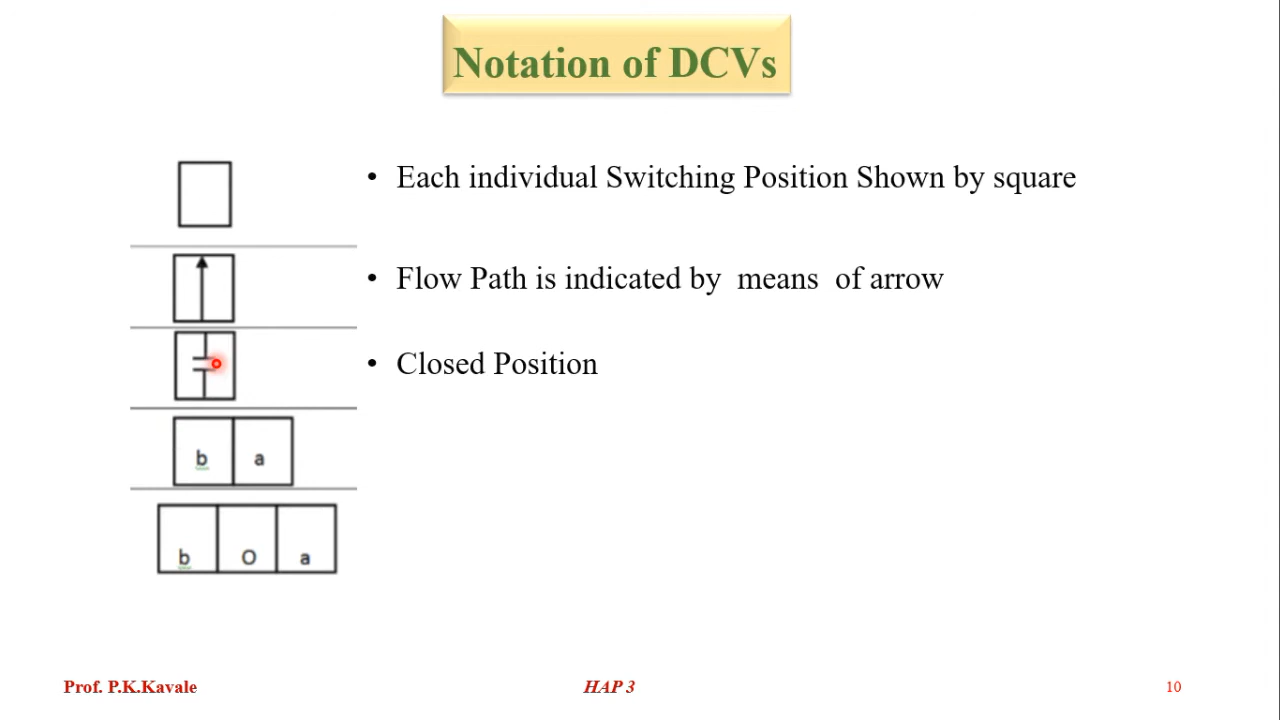 Notation of DCVs
• Each individual Switching Position Shown by square
• Flow Path is indicated by means of arrow
• Closed Position
b a
b O a
Prof. P.K.Kavale HAP 3 10